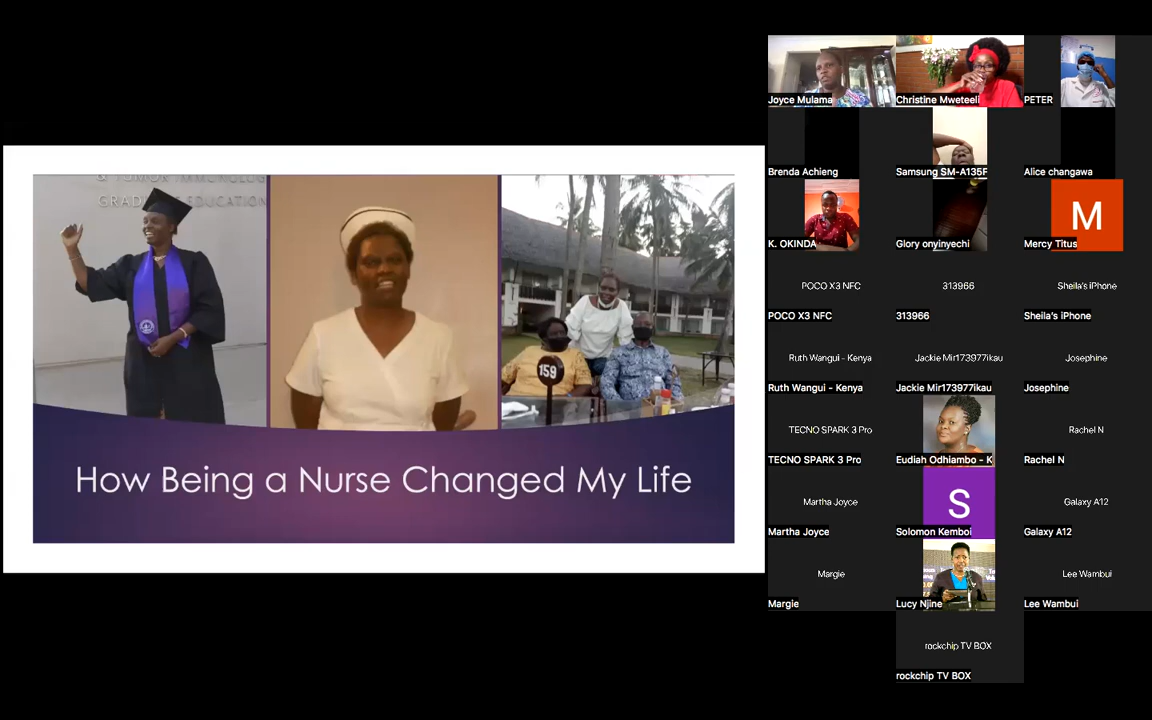 GRADUATE EDUCATION
159
How Being a Nurse Changed My Life
Joyce Mulama
Christine Mweteeli
PETER
Brenda Achieng
Samsung SM-A135F
Alice changawa
K. OKINDA
Glory onyinyechi
M
Mercy Titus
POCO X3 NFC
313966
Sheila's iPhone
POCO X3 NFC
313966
Sheila's iPhone
Ruth Wangui - Kenya
Jackie Mir173977ikau
Josephine
Ruth Wangui - Kenya
Jackie Mir173977ikau
Josephine
TECNO SPARK 3 Pro
Rachel N
TECNO SPARK 3 Pro
Eudiah Odhiambo - K
Rachel N
Martha Joyce
S
Galaxy A12
Martha Joyce
Solomon Kemboi
Galaxy A12
Margie
Lee Wambui
Margie
Lucy Njine
Lee Wambui
rockchip TV BOX
rockchip TV BOX